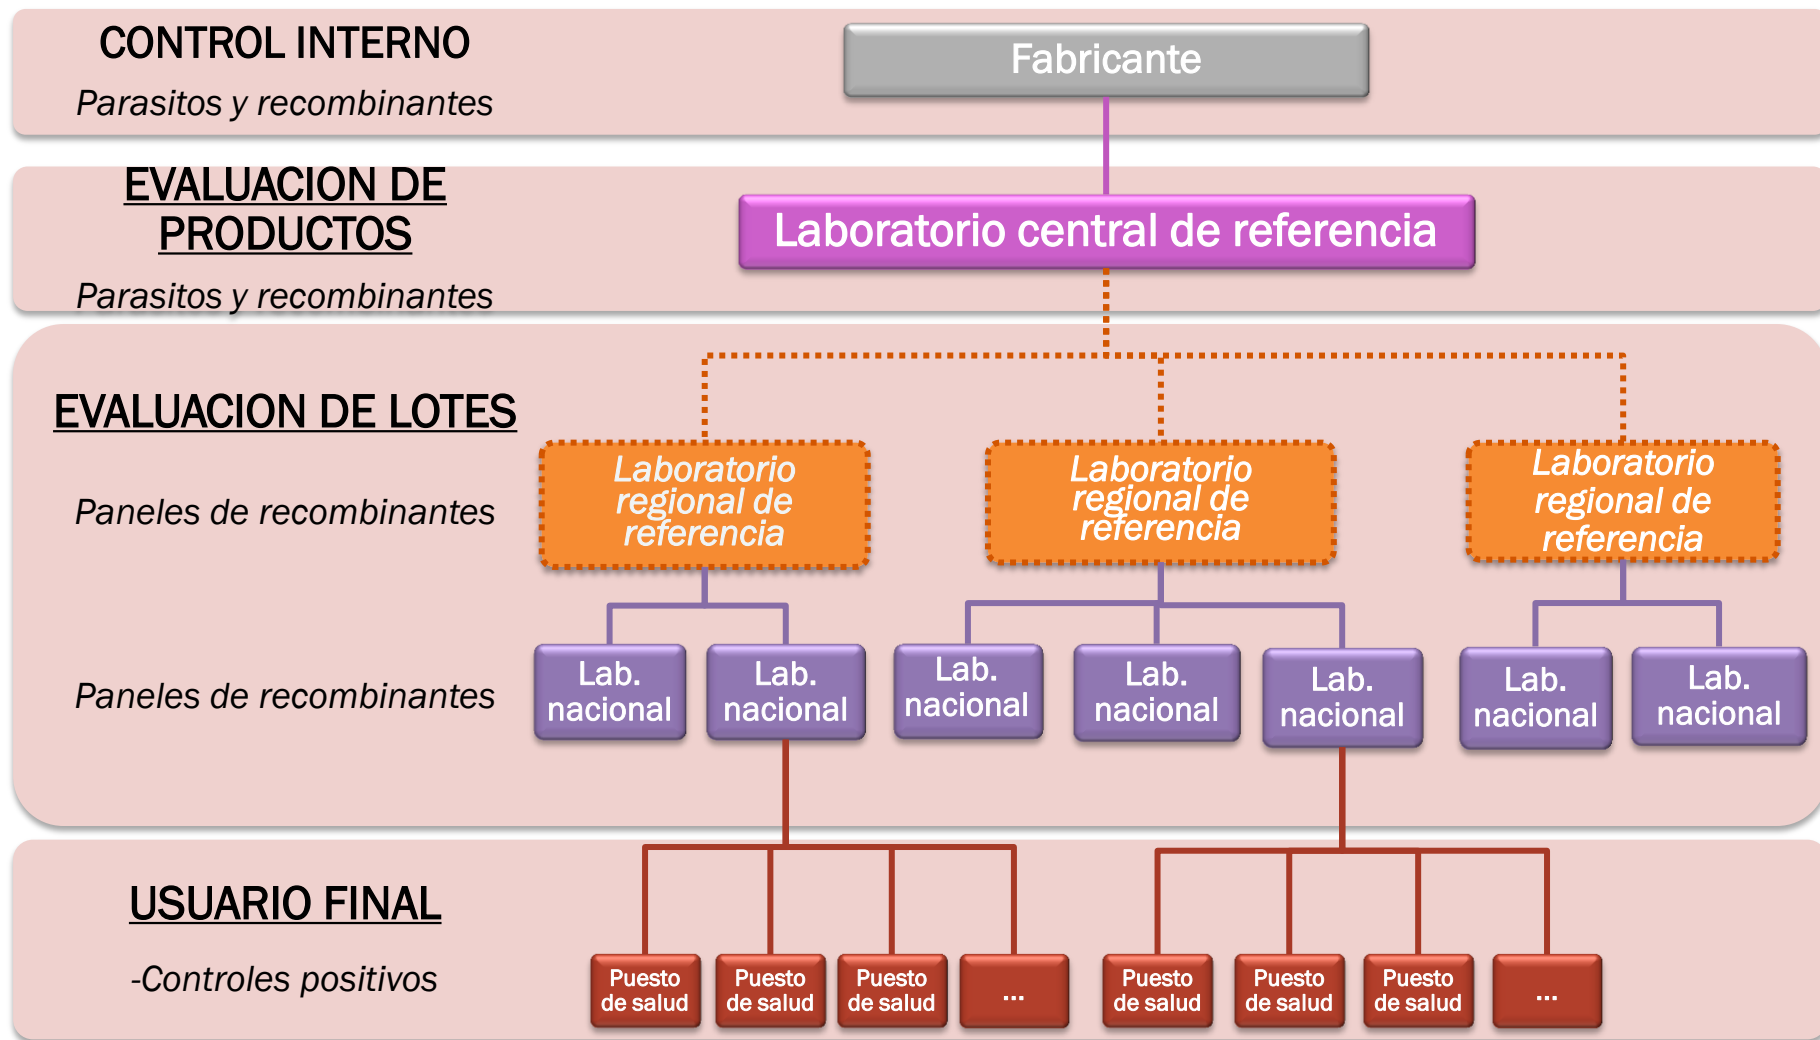 CONTROL INTERNO
Parasitos y recombinantes
Fabricante
EVALUACION DE
PRODUCTOS
Parasitos y recombinantes
Laboratorio central de referencia
EVALUACION DE LOTES
Paneles de recombinantes
Laboratorio
regional de
referencia
Laboratorio
regional de
referencia
Laboratorio
regional de
referencia
Paneles de recombinantes
Lab.
nacional
Lab.
nacional
Lab.
nacional
Lab.
nacional
Lab.
nacional
Lab.
nacional
Lab.
nacional
USUARIO FINAL
-Controles positivos
Puesto
de salud
Puesto
de salud
Puesto
de salud
...
Puesto
de salud
Puesto
de salud
Puesto
de salud
...